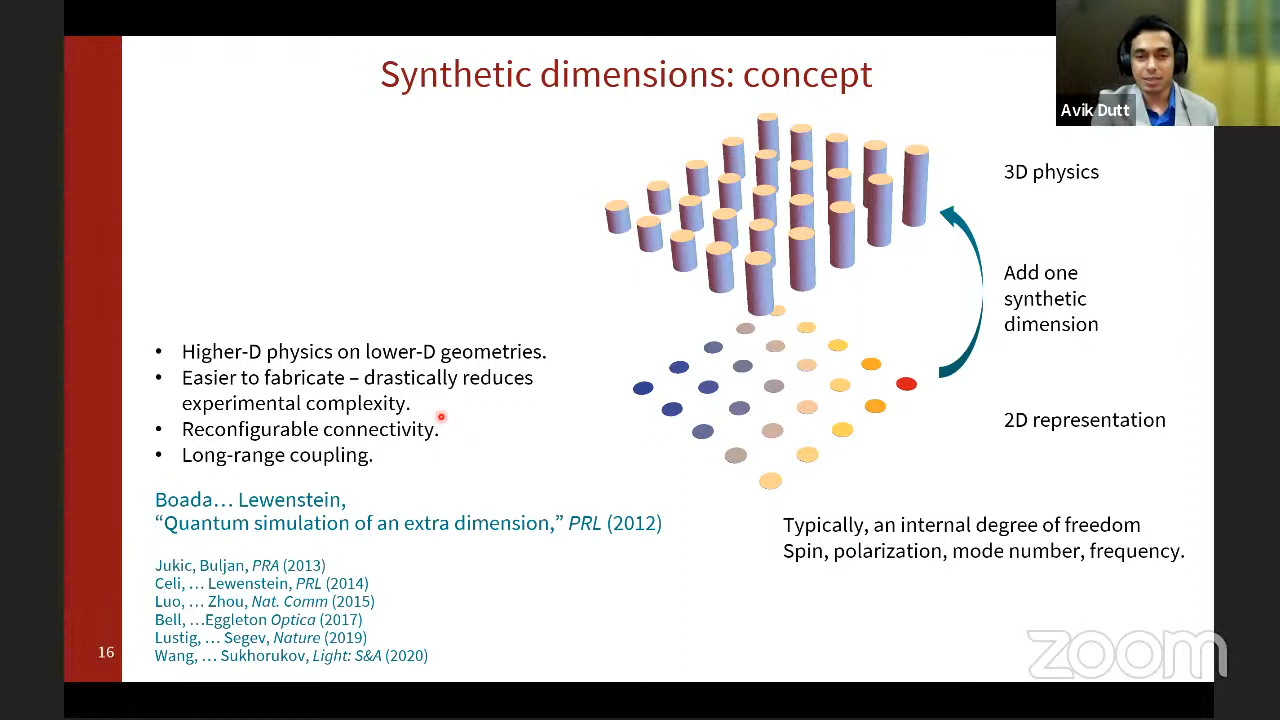 Synthetic dimensions: concept
Avik Dutt
3D physics
Add one
synthetic
dimension
2D representation
• Higher-D physics on lower-D geometries.
• Easier to fabricate – drastically reduces
experimental complexity.
• Reconfigurable connectivity.
• Long-range coupling.
Boada… Lewenstein,
“Quantum simulation of an extra dimension,” PRL (2012)
Typically, an internal degree of freedom
Spin, polarization, mode number, frequency.
Jukic, Buljan, PRA (2013)
Celi, … Lewenstein, PRL (2014)
Luo, … Zhou, Nat. Comm (2015)
Bell, …Eggleton Optica (2017)
Lustig, … Segev, Nature (2019)
Wang, … Sukhorukov, Light: S&A (2020)
16
zoom